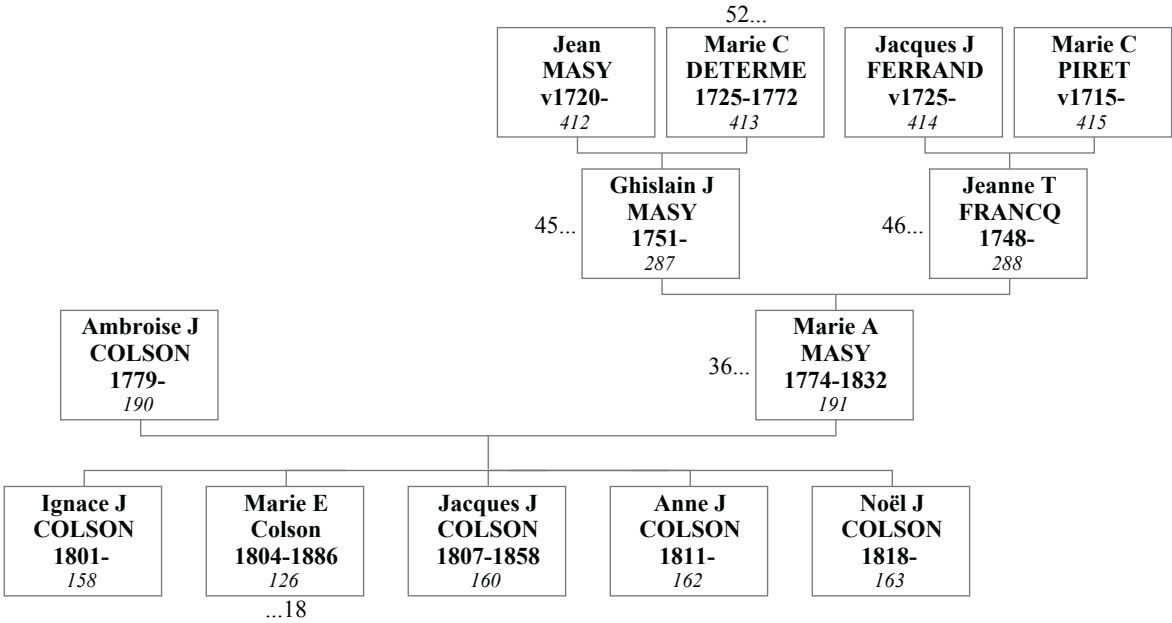 52...
Jean
MASY
v1720-
412
Marie C
DETERME
1725-1772
413
Jacques J
FERRAND
v1725-
414
Marie C
PIRET
v1715-
415
45...
Ghislain J
MASY
1751-
287
46...
Jeanne T
FRANCQ
1748-
288
Ambroise J
COLSON
1779-
190
36...
Marie A
MASY
1774-1832
191
Ignace J
COLSON
1801-
158
Marie E
Colson
1804-1886
126
Jacques J
COLSON
1807-1858
160
Anne J
COLSON
1811-
162
Noël J
COLSON
1818-
163
...18